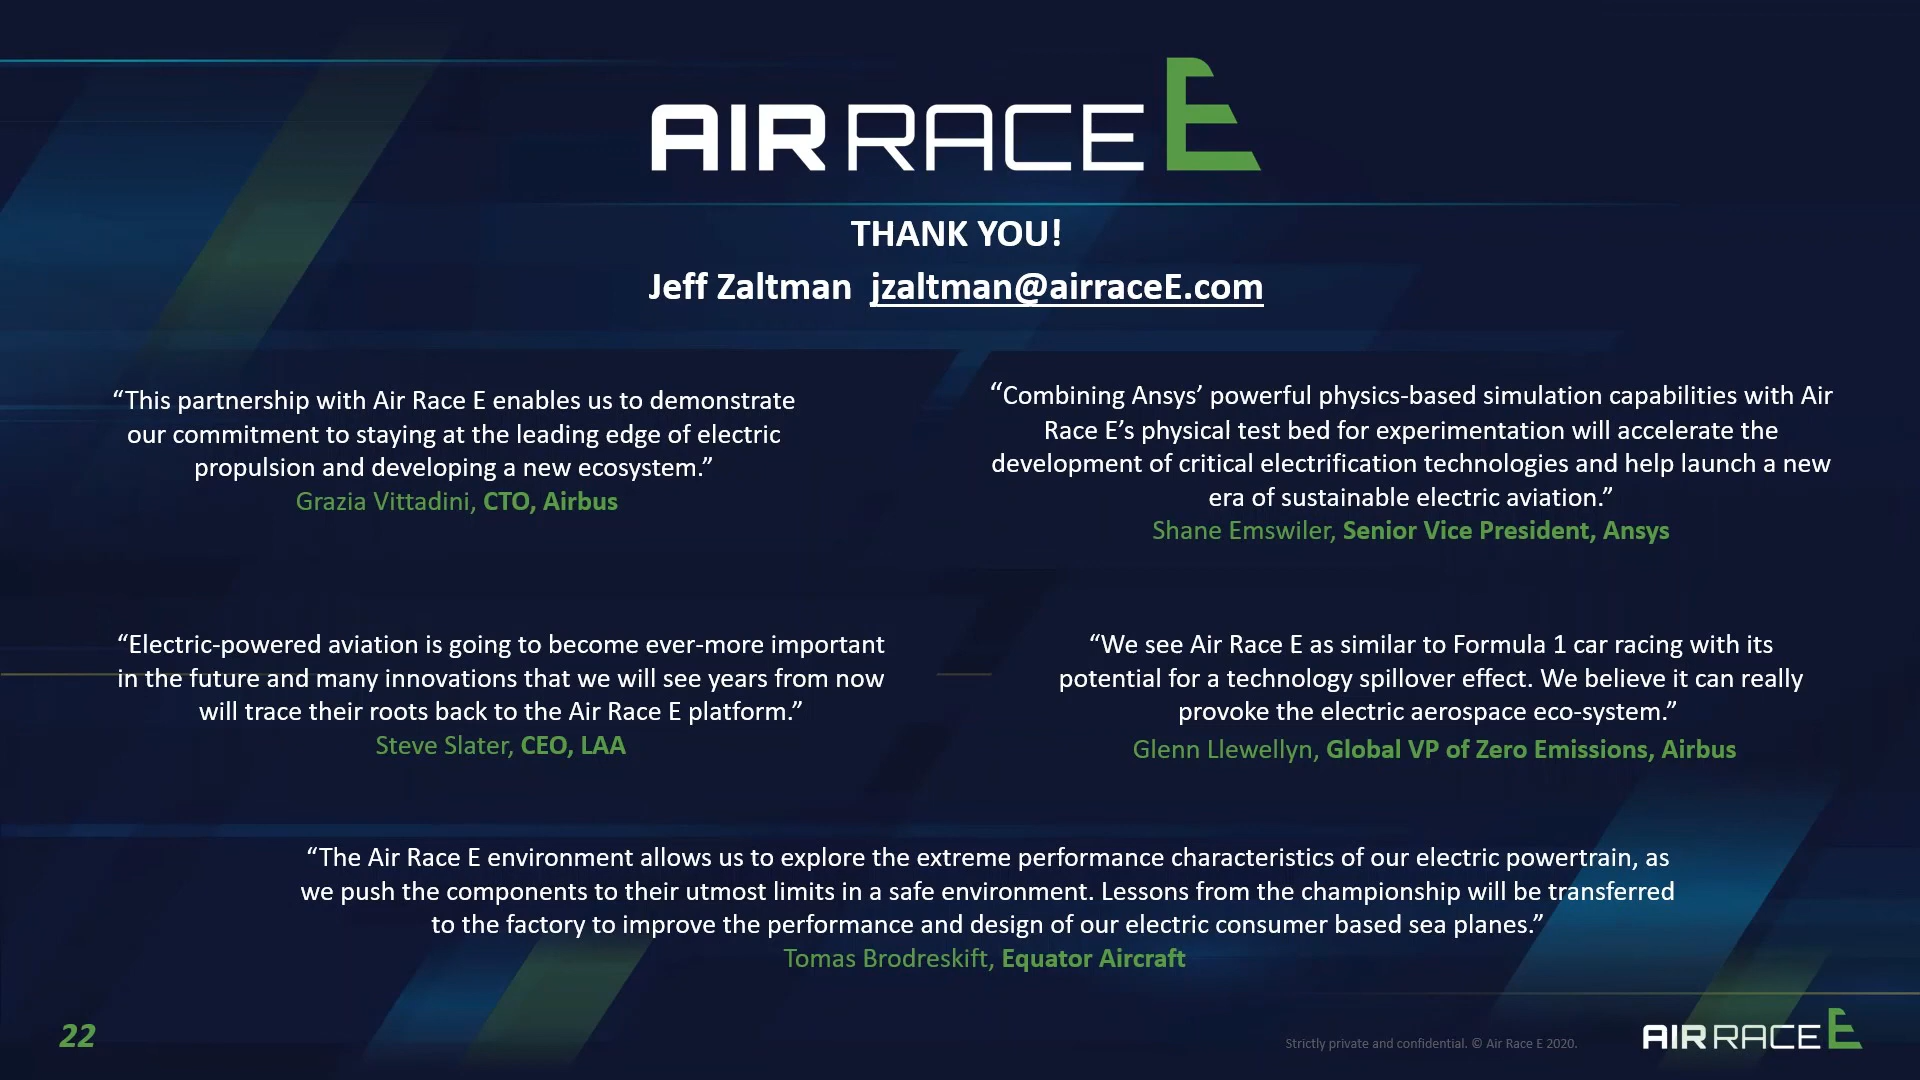 AIR RACE E
THANK YOU!
Jeff Zaltman jzaltman@airraceE.com
“This partnership with Air Race E enables us to demonstrate
our commitment to staying at the leading edge of electric
propulsion and developing a new ecosystem.”
Grazia Vittadini, CTO, Airbus
“Combining Ansys’ powerful physics-based simulation capabilities with Air
Race E’s physical test bed for experimentation will accelerate the
development of critical electrification technologies and help launch a new
era of sustainable electric aviation.”
Shane Emswiler, Senior Vice President, Ansys
“Electric-powered aviation is going to become ever-more important
in the future and many innovations that we will see years from now
will trace their roots back to the Air Race E platform.”
Steve Slater, CEO, LAA
“We see Air Race E as similar to Formula 1 car racing with its
potential for a technology spillover effect. We believe it can really
provoke the electric aerospace eco-system.”
Glenn Llewellyn, Global VP of Zero Emissions, Airbus
“The Air Race E environment allows us to explore the extreme performance characteristics of our electric powertrain, as
we push the components to their utmost limits in a safe environment. Lessons from the championship will be transferred
to the factory to improve the performance and design of our electric consumer based sea planes.”
Tomas Brodreskift, Equator Aircraft
22
Strictly private and confidential. © Air Race E 2020.
AIR RACE E